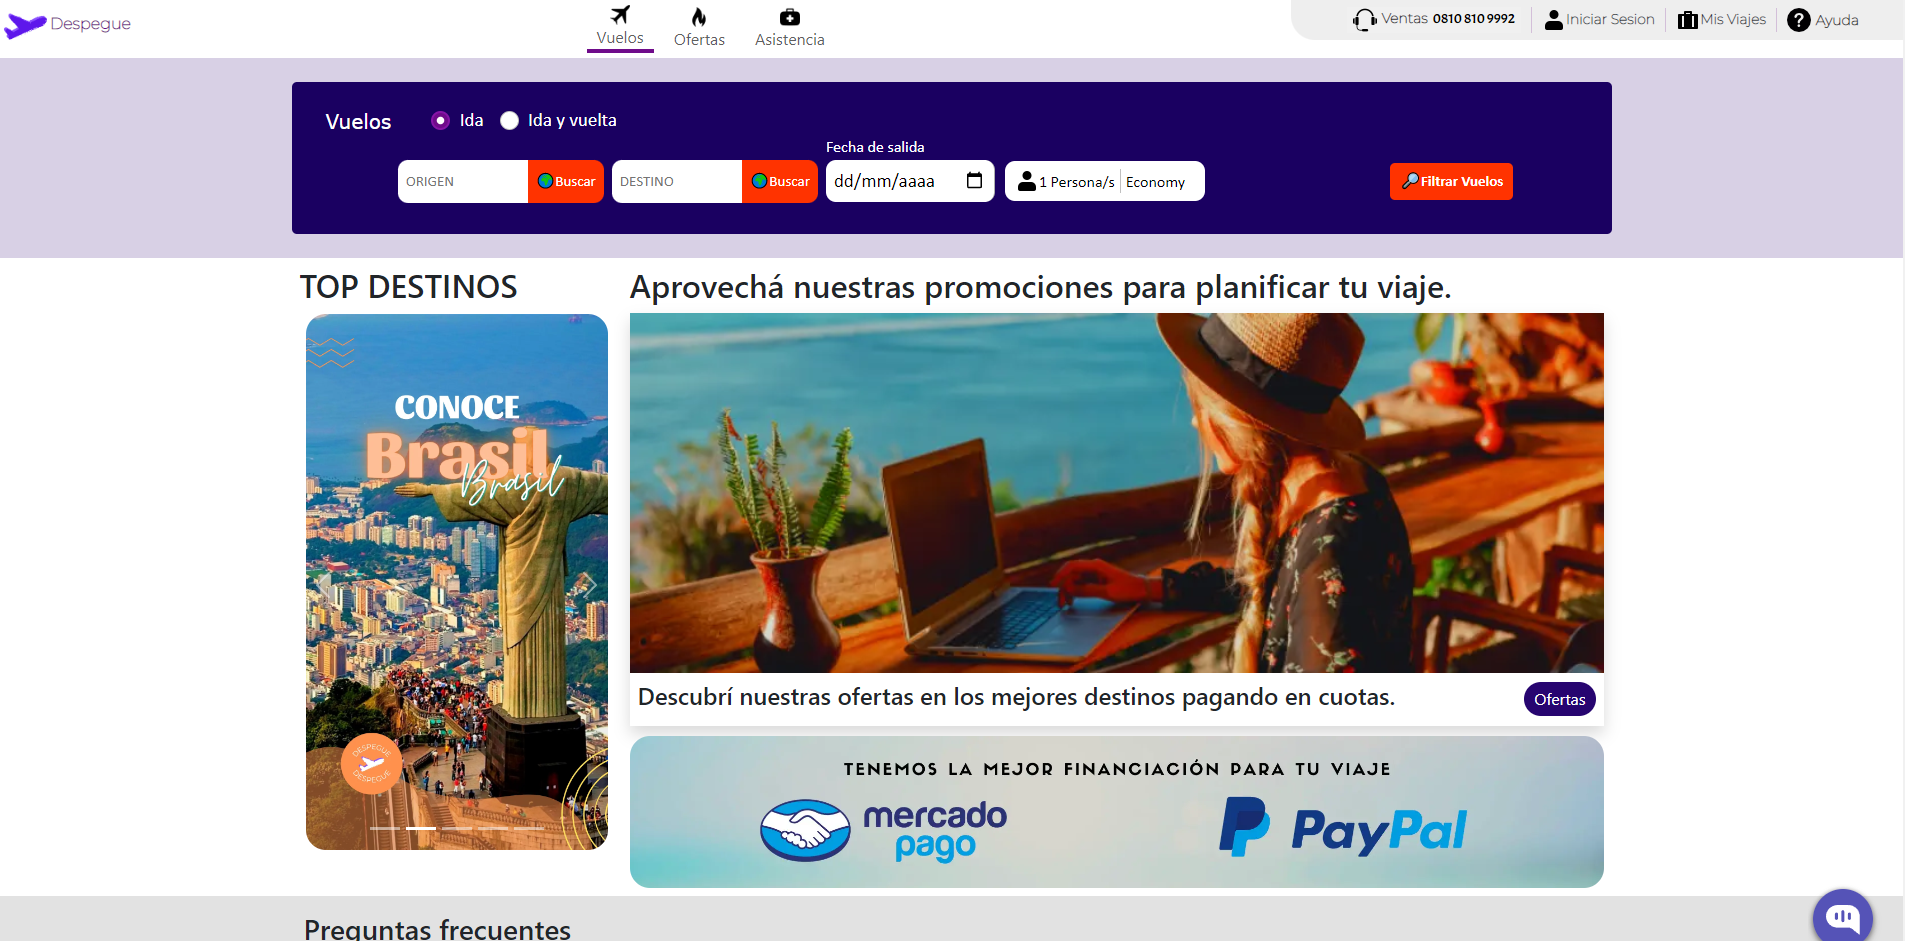 Despegue
Vuelos
Ofertas
Asistencia
Ventas 0810 810 9992
Iniciar Sesion
Mis Viajes
Ayuda
Vuelos
Ida
Ida y vuelta
Fecha de salida
ORIGEN
Buscar
DESTINO
Buscar
dd/mm/aaaa
1 Persona/s
Economy
Filtrar Vuelos
TOP DESTINOS
CONOCE
Brasil
Brasil
DESPEGUE
DESPEGUE
Aprovechá nuestras promociones para planificar tu viaje.
Descubrí nuestras ofertas en los mejores destinos pagando en cuotas.
Ofertas
TENEMOS LA MEJOR FINANCIACIÓN PARA TU VIAJE
mercado
pago
PayPal
Preguntas frecuentes